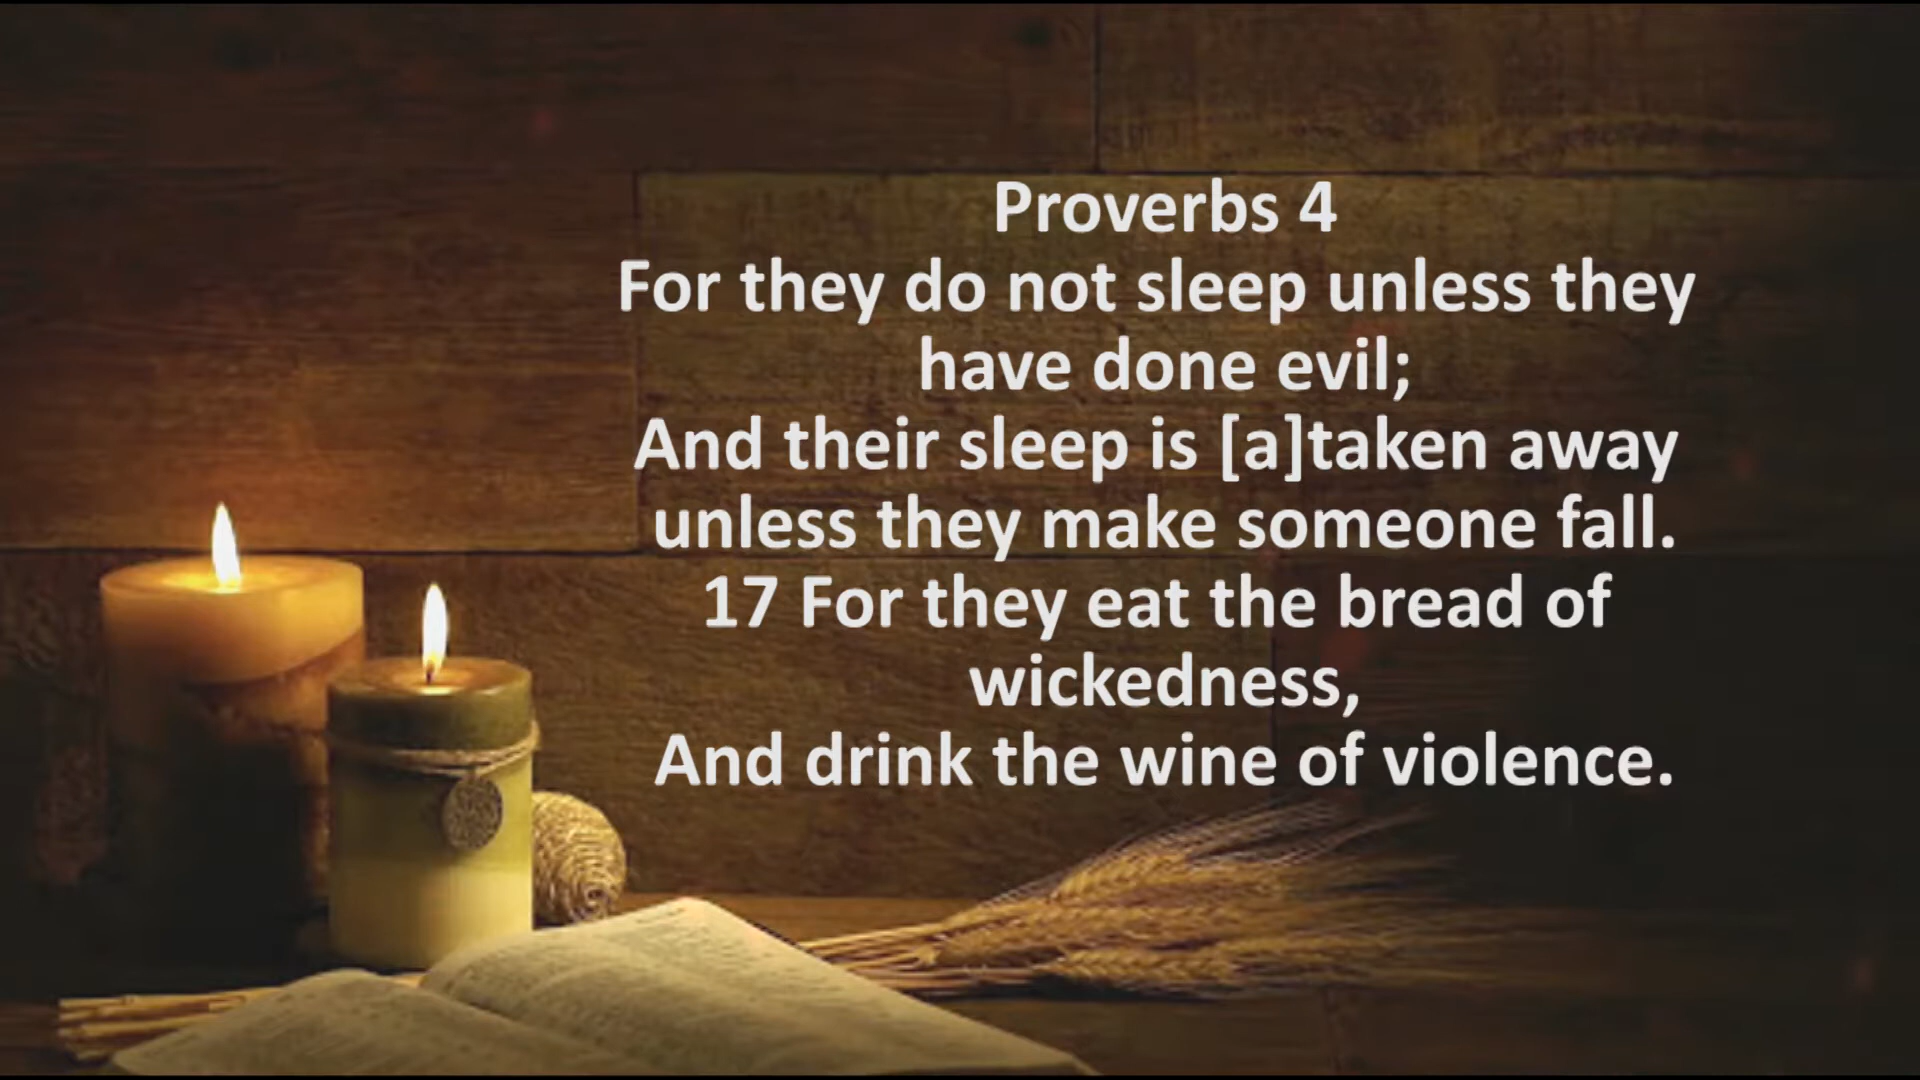 Proverbs 4
For they do not sleep unless they
have done evil;
And their sleep is [a]taken away
unless they make someone fall.
17 For they eat the bread of
wickedness,
And drink the wine of violence.